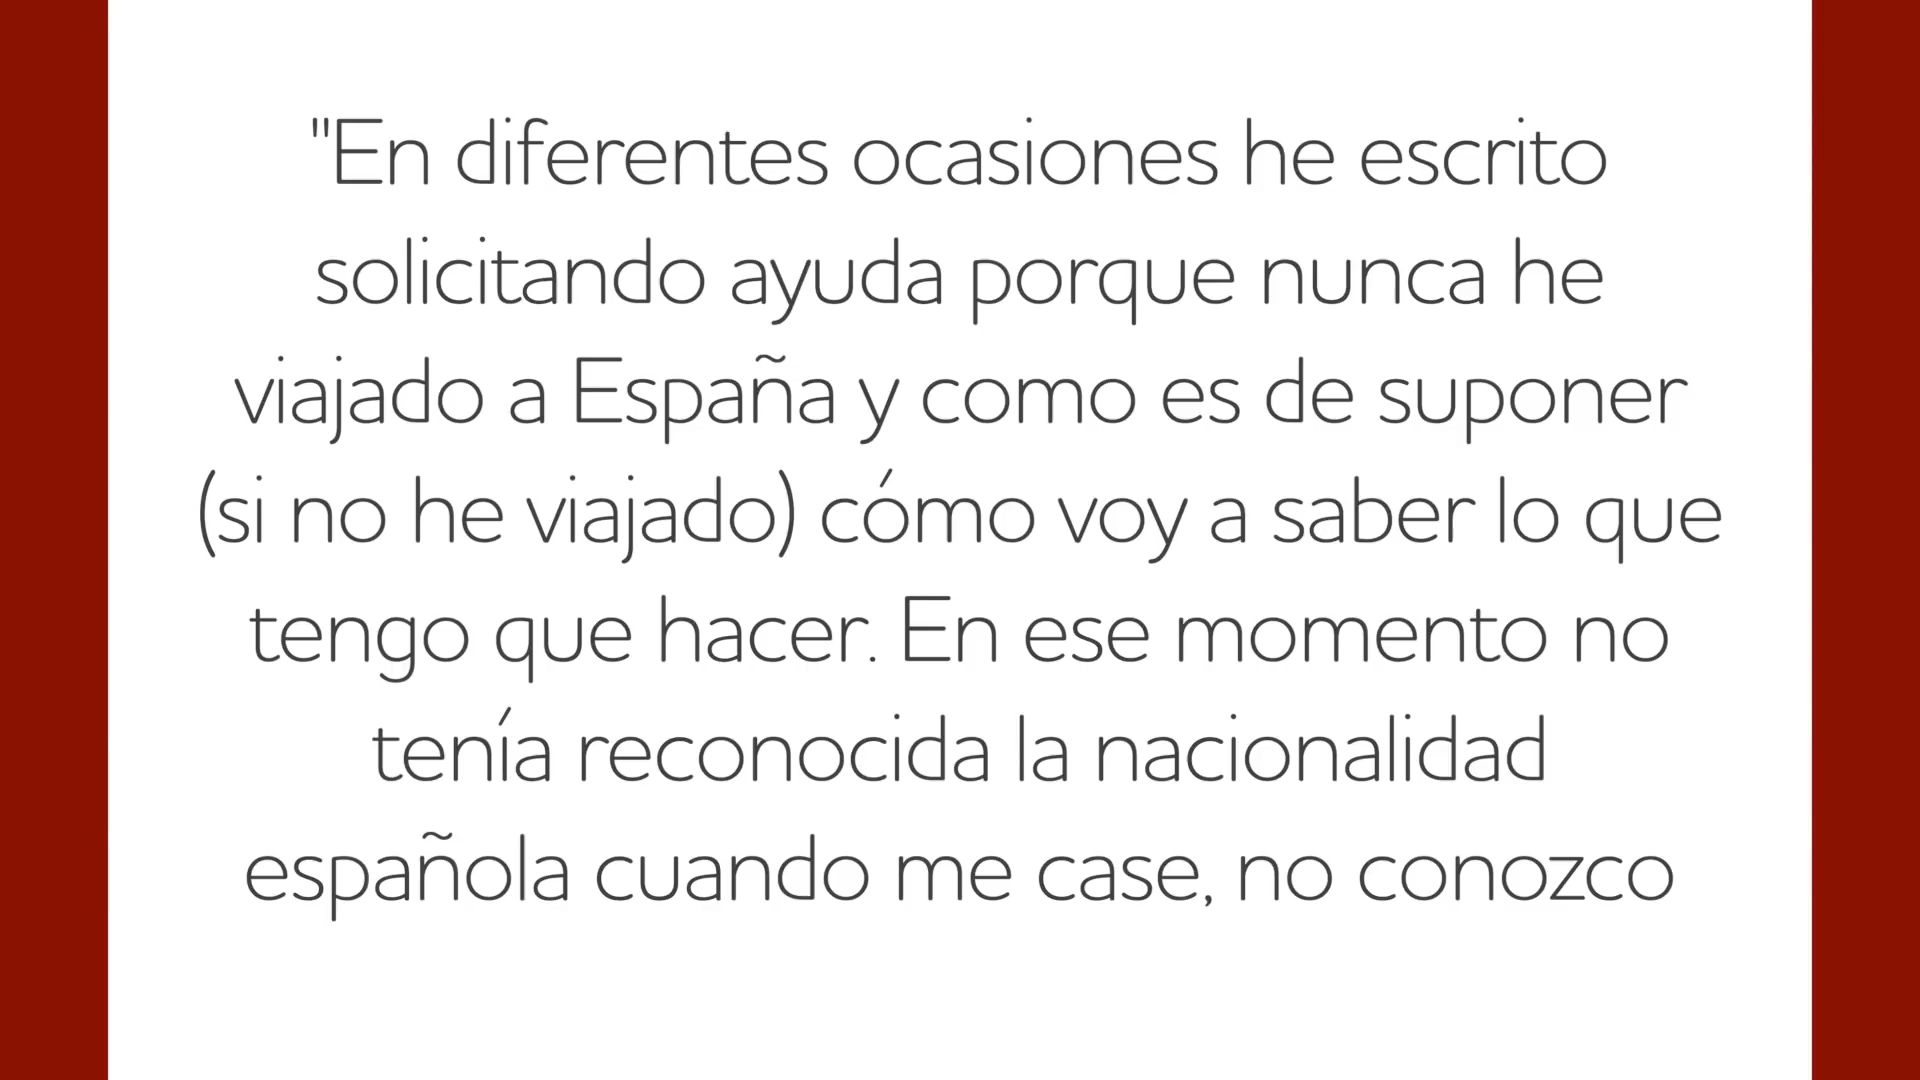 "En diferentes ocasiones he escrito
solicitando ayuda porque nunca he
viajado a España y como es de suponer
(si no he viajado) cómo voy a saber lo que
tengo que hacer. En ese momento no
tenía reconocida la nacionalidad
española cuando me case, no conozco